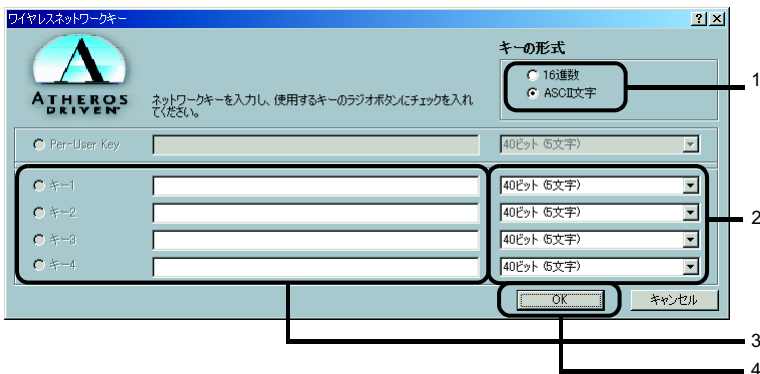 ワイヤレスネットワークキー
キーの形式
16進数
ASCII文字
1
ATHEROS
DRIVEN™
ネットワークキーを入力し、使用するキーのラジオボタンにチェックを入れ
てください。
Per-User Key
40ビット (5文字)
キー1
40ビット (5文字)
キー2
40ビット (5文字)
2
キー3
40ビット (5文字)
キー4
40ビット (5文字)
OK
キャンセル
3
4